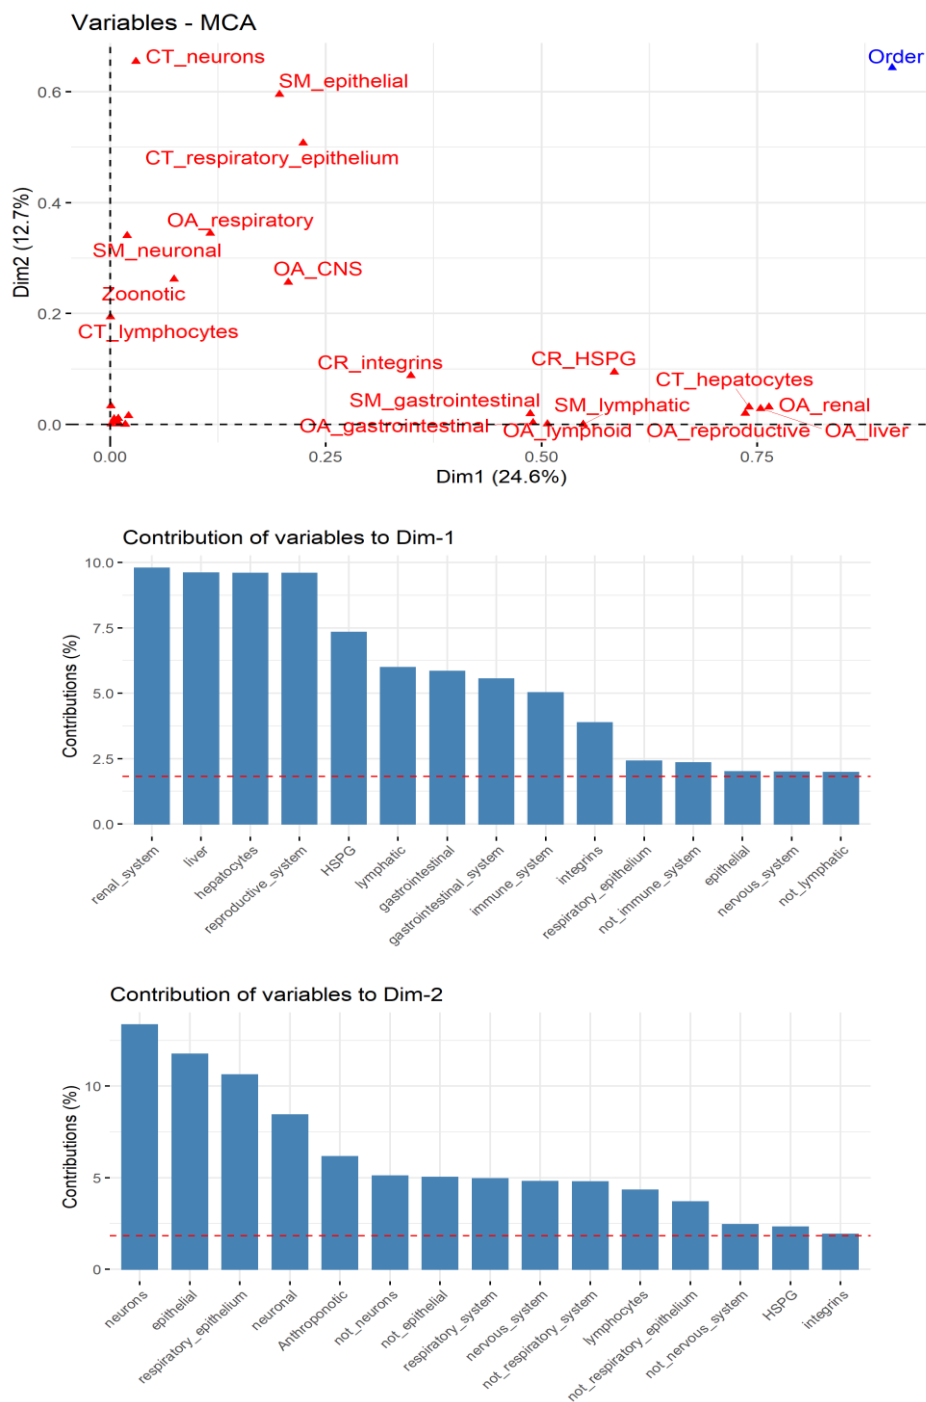 Variables - MCA
CT_neurons
Order
SM_epithelial
0.6
CT_respiratory_epithelium
0.4
OA_respiratory
SM_neuronal
OA_CNS
Zoonotic
0.2
CT_lymphocytes
CR_integrins
CR_HSPG
CT_hepatocytes
SM_gastrointestinal
SM_lymphatic
OA_renal
0.0
OA_gastrointestinal
OA_lymphoid
OA_reproductive
OA_liver
Dim2 (12.7%)
0.00 0.25 0.50 0.75
Dim1 (24.6%)
Contribution of variables to Dim-1
10.0
7.5
5.0
2.5
0.0
Contributions (%)
renal_system
liver
hepatocytes
reproductive_system
HSPG
lymphatic
gastrointestinal
gastrointestinal_system
immune_system
integrins
respiratory_epithelium
not_immune_system
epithelial
nervous_system
not_lymphatic
Contribution of variables to Dim-2
10
5
0
Contributions (%)
neurons
epithelial
respiratory_epithelium
neuronal
Anthroponotic
not_neurons
not_epithelial
respiratory_system
nervous_system
not_respiratory_system
lymphocytes
not_respiratory_epithelium
not_nervous_system
HSPG
integrins